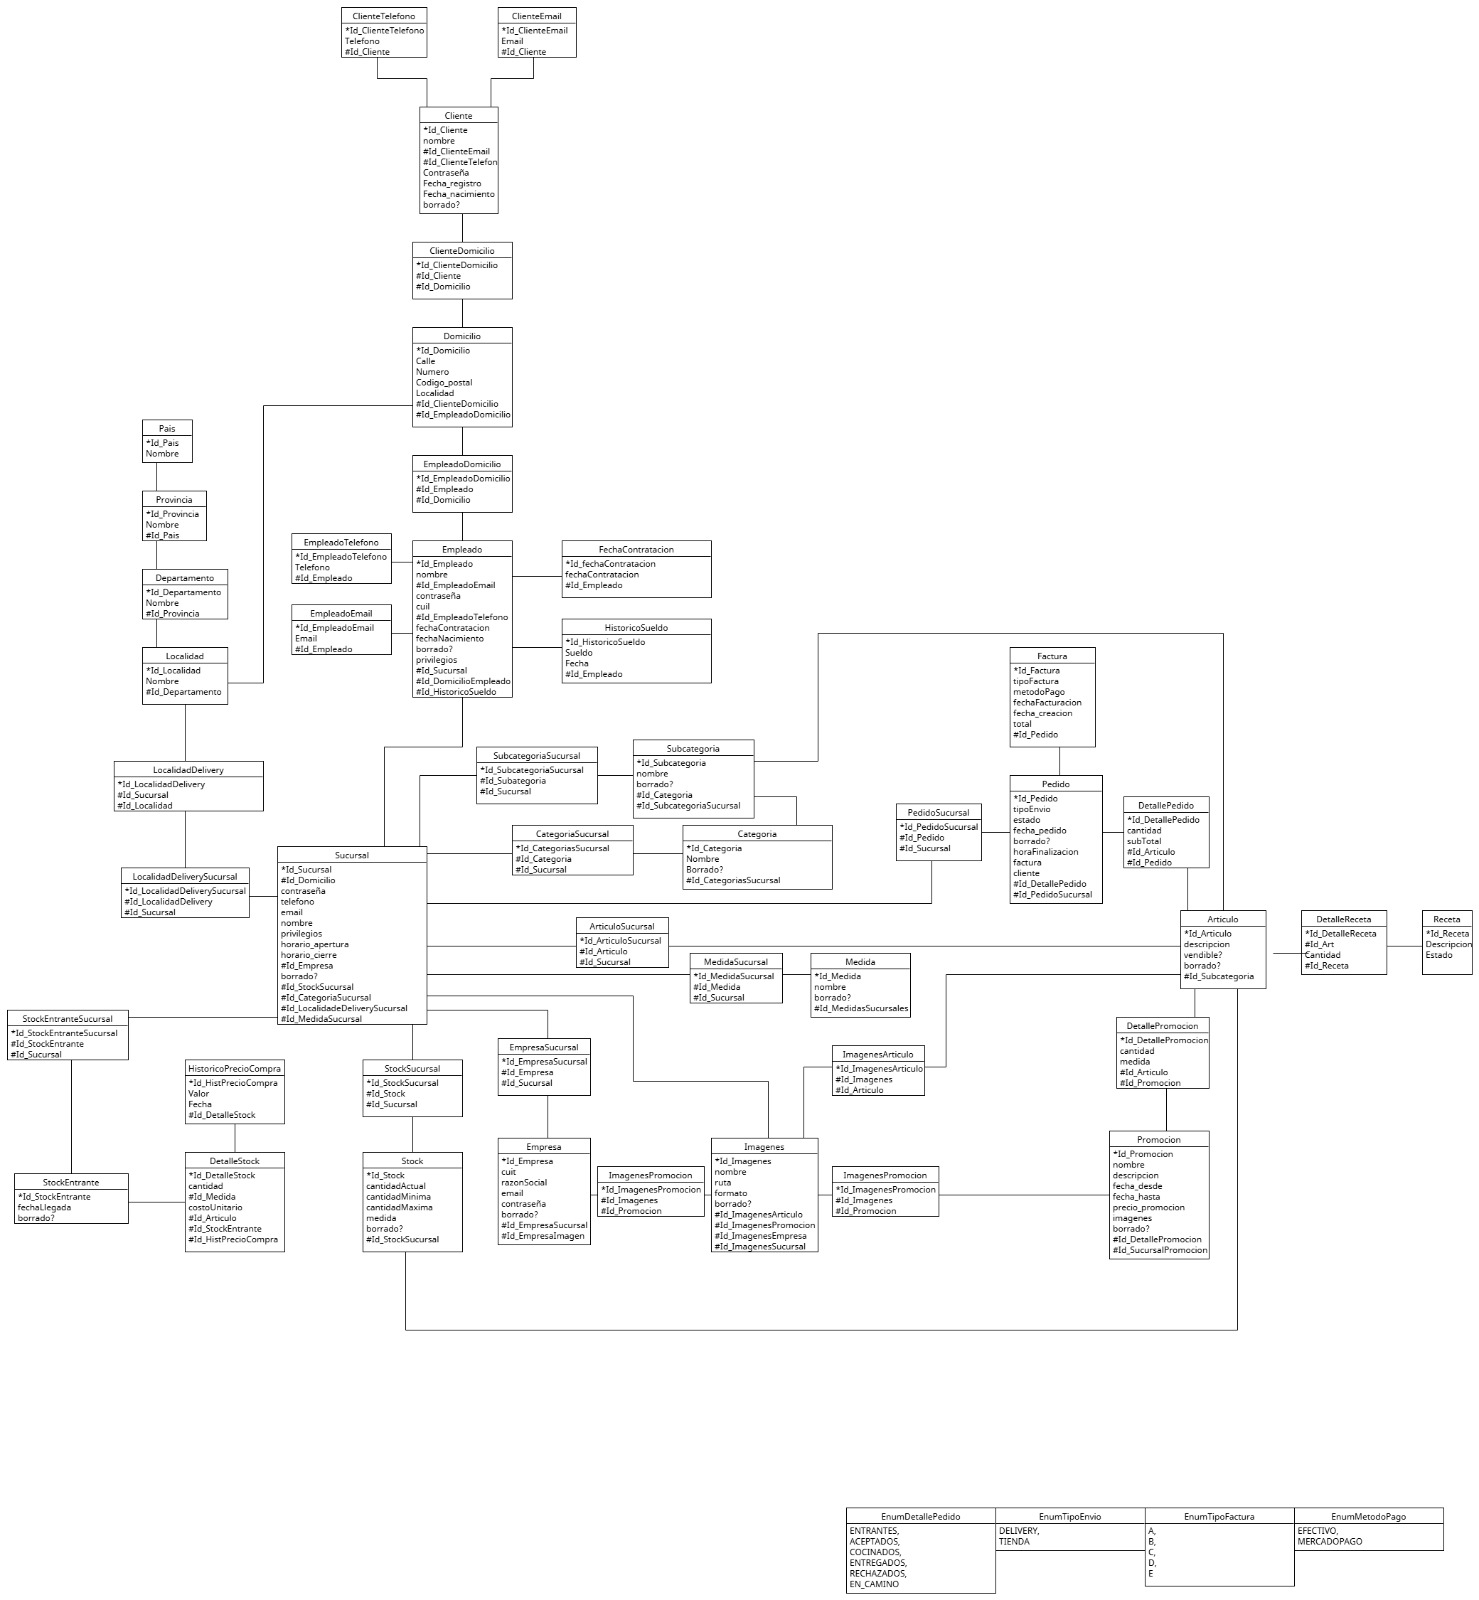 ClienteTelefono
*Id_ClienteTelefono
Telefono
#Id_Cliente
ClienteEmail
*Id_ClienteEmail
Email
#Id_Cliente
Cliente
*Id_Cliente
nombre
#Id_ClienteEmail
#Id_ClienteTelefon
Contraseña
Fecha_registro
Fecha_nacimiento
borrado?
ClienteDomicilio
*Id_ClienteDomicilio
#Id_Cliente
#Id_Domicilio
Domicilio
*Id_Domicilio
Calle
Numero
Codigo_postal
Localidad
#Id_ClienteDomicilio
#Id_EmpleadoDomicilio
Pais
*Id_Pais
Nombre
Provincia
*Id_Provincia
Nombre
#Id_Pais
Departamento
*Id_Departamento
Nombre
#Id_Provincia
Localidad
*Id_Localidad
Nombre
#Id_Departamento
EmpleadoDomicilio
*Id_EmpleadoDomicilio
#Id_Empleado
#Id_Domicilio
EmpleadoTelefono
*Id_EmpleadoTelefono
Telefono
#Id_Empleado
EmpleadoEmail
*Id_EmpleadoEmail
Email
#Id_Empleado
Empleado
*Id_Empleado
nombre
#Id_EmpleadoEmail
contraseña
cuil
#Id_EmpleadoTelefono
fechaContratacion
fechaNacimiento
borrado?
privilegios
#Id_Sucursal
#Id_DomicilioEmpleado
#Id_HistoricoSueldo
FechaContratacion
*Id_fechaContratacion
fechaContratacion
#Id_Empleado
HistoricoSueldo
*Id_HistoricoSueldo
Sueldo
Fecha
#Id_Empleado
Factura
*Id_Factura
tipoFactura
metodoPago
fechaFacturacion
fecha_creacion
total
#Id_Pedido
LocalidadDelivery
*Id_LocalidadDelivery
#Id_Sucursal
#Id_Localidad
SubcategoriaSucursal
*Id_SubcategoriaSucursal
#Id_Subategoria
#Id_Sucursal
Subcategoria
*Id_Subcategoria
nombre
borrado?
#Id_Categoria
#Id_SubcategoriaSucursal
CategoriaSucursal
*Id_CategoriasSucursal
#Id_Categoria
#Id_Sucursal
Categoria
*Id_Categoria
Nombre
Borrado?
#Id_CategoriasSucursal
PedidoSucursal
*Id_PedidoSucursal
#Id_Pedido
#Id_Sucursal
Pedido
*Id_Pedido
tipoEnvio
estado
fecha_pedido
borrado?
horaFinalizacion
factura
cliente
#Id_DetallePedido
#Id_PedidoSucursal
DetallePedido
*Id_DetallePedido
cantidad
subTotal
#Id_Articulo
#Id_Pedido
LocalidadDeliverySucursal
*Id_LocalidadDeliverySucursal
#Id_LocalidadDelivery
#Id_Sucursal
Sucursal
*Id_Sucursal
#Id_Domicilio
contraseña
telefono
email
nombre
privilegios
horario_apertura
horario_cierre
#Id_Empresa
borrado?
#Id_StockSucursal
#Id_CategoriaSucursal
#Id_LocalidadeDeliverySucursal
#Id_MedidaSucursal
ArticuloSucursal
*Id_ArticuloSucursal
#Id_Articulo
#Id_Sucursal
MedidaSucursal
*Id_MedidaSucursal
#Id_Medida
#Id_Sucursal
Medida
*Id_Medida
nombre
borrado?
#Id_MedidasSucursales
Articulo
*Id_Articulo
descripcion
vendible?
borrado?
#Id_Subcategoria
DetalleReceta
*Id_DetalleReceta
#Id_Art
Cantidad
#Id_Receta
Receta
*Id_Receta
Descripcion
Estado
StockEntranteSucursal
*Id_StockEntranteSucursal
#Id_StockEntrante
#Id_Sucursal
HistoricoPrecioCompra
*Id_HistPrecioCompra
Valor
Fecha
#Id_DetalleStock
StockSucursal
*Id_StockSucursal
#Id_Stock
#Id_Sucursal
EmpresaSucursal
*Id_EmpresaSucursal
#Id_Empresa
#Id_Sucursal
ImagenesArticulo
*Id_ImagenesArticulo
#Id_Imagenes
#Id_Articulo
DetallePromocion
*Id_DetallePromocion
cantidad
medida
#Id_Articulo
#Id_Promocion
StockEntrante
*Id_StockEntrante
fechaLlegada
borrado?
DetalleStock
*Id_DetalleStock
cantidad
#Id_Medida
costoUnitario
#Id_Articulo
#Id_StockEntrante
#Id_HistPrecioCompra
Stock
*Id_Stock
cantidadActual
cantidadMinima
cantidadMaxima
medida
borrado?
#Id_StockSucursal
Empresa
*Id_Empresa
cuit
razonSocial
email
contraseña
borrado?
#Id_EmpresaSucursal
#Id_EmpresaImagen
ImagenesPromocion
*Id_ImagenesPromocion
#Id_Imagenes
#Id_Promocion
Imagenes
*Id_Imagenes
nombre
ruta
formato
borrado?
#Id_ImagenesArticulo
#Id_ImagenesPromocion
#Id_ImagenesEmpresa
#Id_ImagenesSucursal
ImagenesPromocion
*Id_ImagenesPromocion
#Id_Imagenes
#Id_Promocion
Promocion
*Id_Promocion
nombre
descripcion
fecha_desde
fecha_hasta
precio_promocion
imagenes
borrado?
#Id_DetallePromocion
#Id_SucursalPromocion
EnumDetallePedido
ENTRANTES,
ACEPTADOS,
COCINADOS,
ENTREGADOS,
RECHAZADOS,
EN_CAMINO
EnumTipoEnvio
DELIVERY,
TIENDA
EnumTipoFactura
A,
B,
C,
D,
E
EnumMetodoPago
EFECTIVO,
MERCADOPAGO